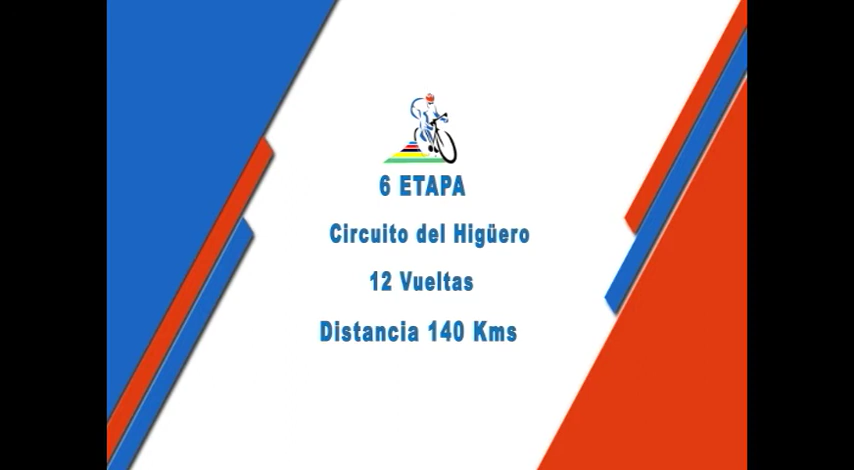 6 ETAPA
Circuito del Higüero
12 Vueltas
Distancia 140 Kms